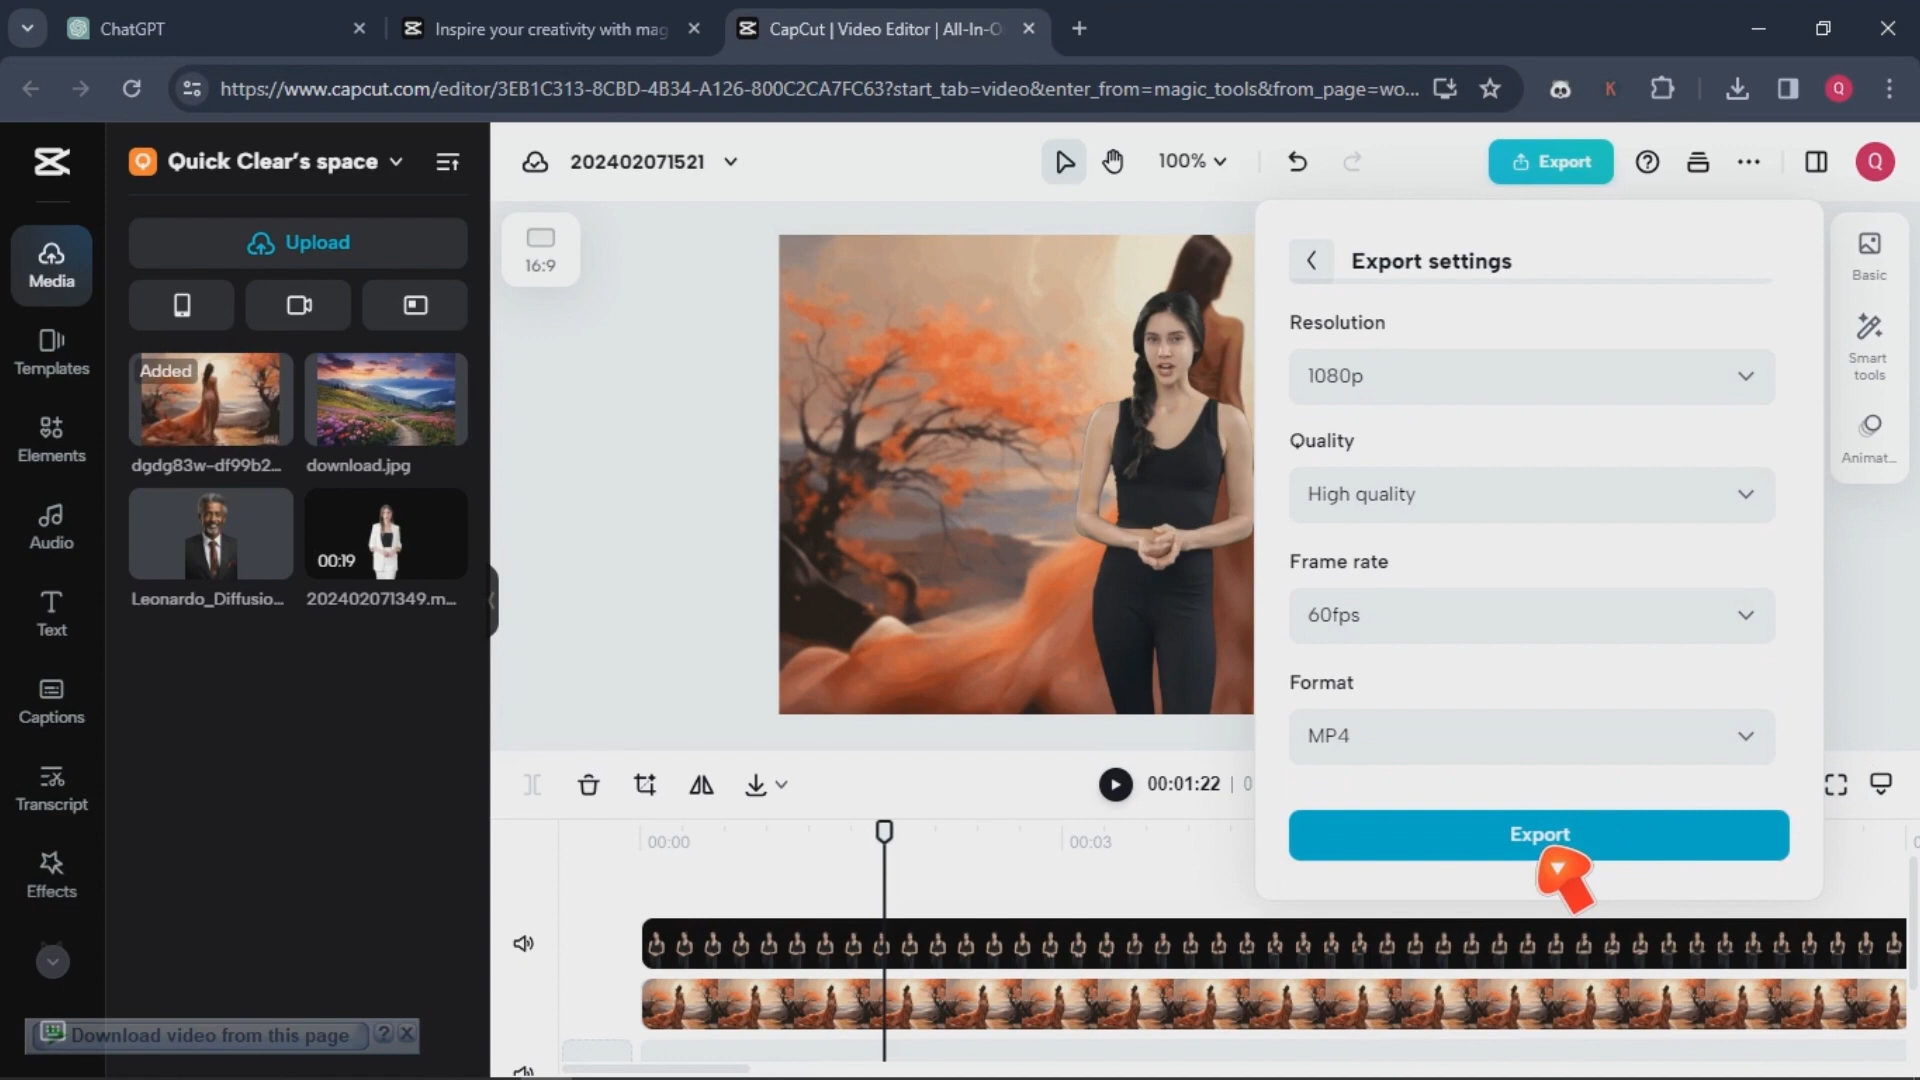 ChatGPT
Inspire your creativity with mag
CapCut | Video Editor | All-In-O
https://www.capcut.com/editor/3EB1C313-8CBD-4B34-A126-800C2CA7FC63?start_tab=video&enter_from=magic_tools&from_page=wo...
K
Q
Quick Clear's space
202402071521
100%
Export
Q
Media
Templates
Elements
Audio
Text
Captions
Transcript
Effects
Upload
Added
dgdg83w-df99b2...
download.jpg
00:19
Leonardo_Diffusio...
202402071349.m...
Download video from this page
16:9
Export settings
Resolution
1080p
Quality
High quality
Frame rate
60fps
Format
MP4
Export
Basic
Smart
tools
Animat...
00:01:22 | 0
00:00
00:03